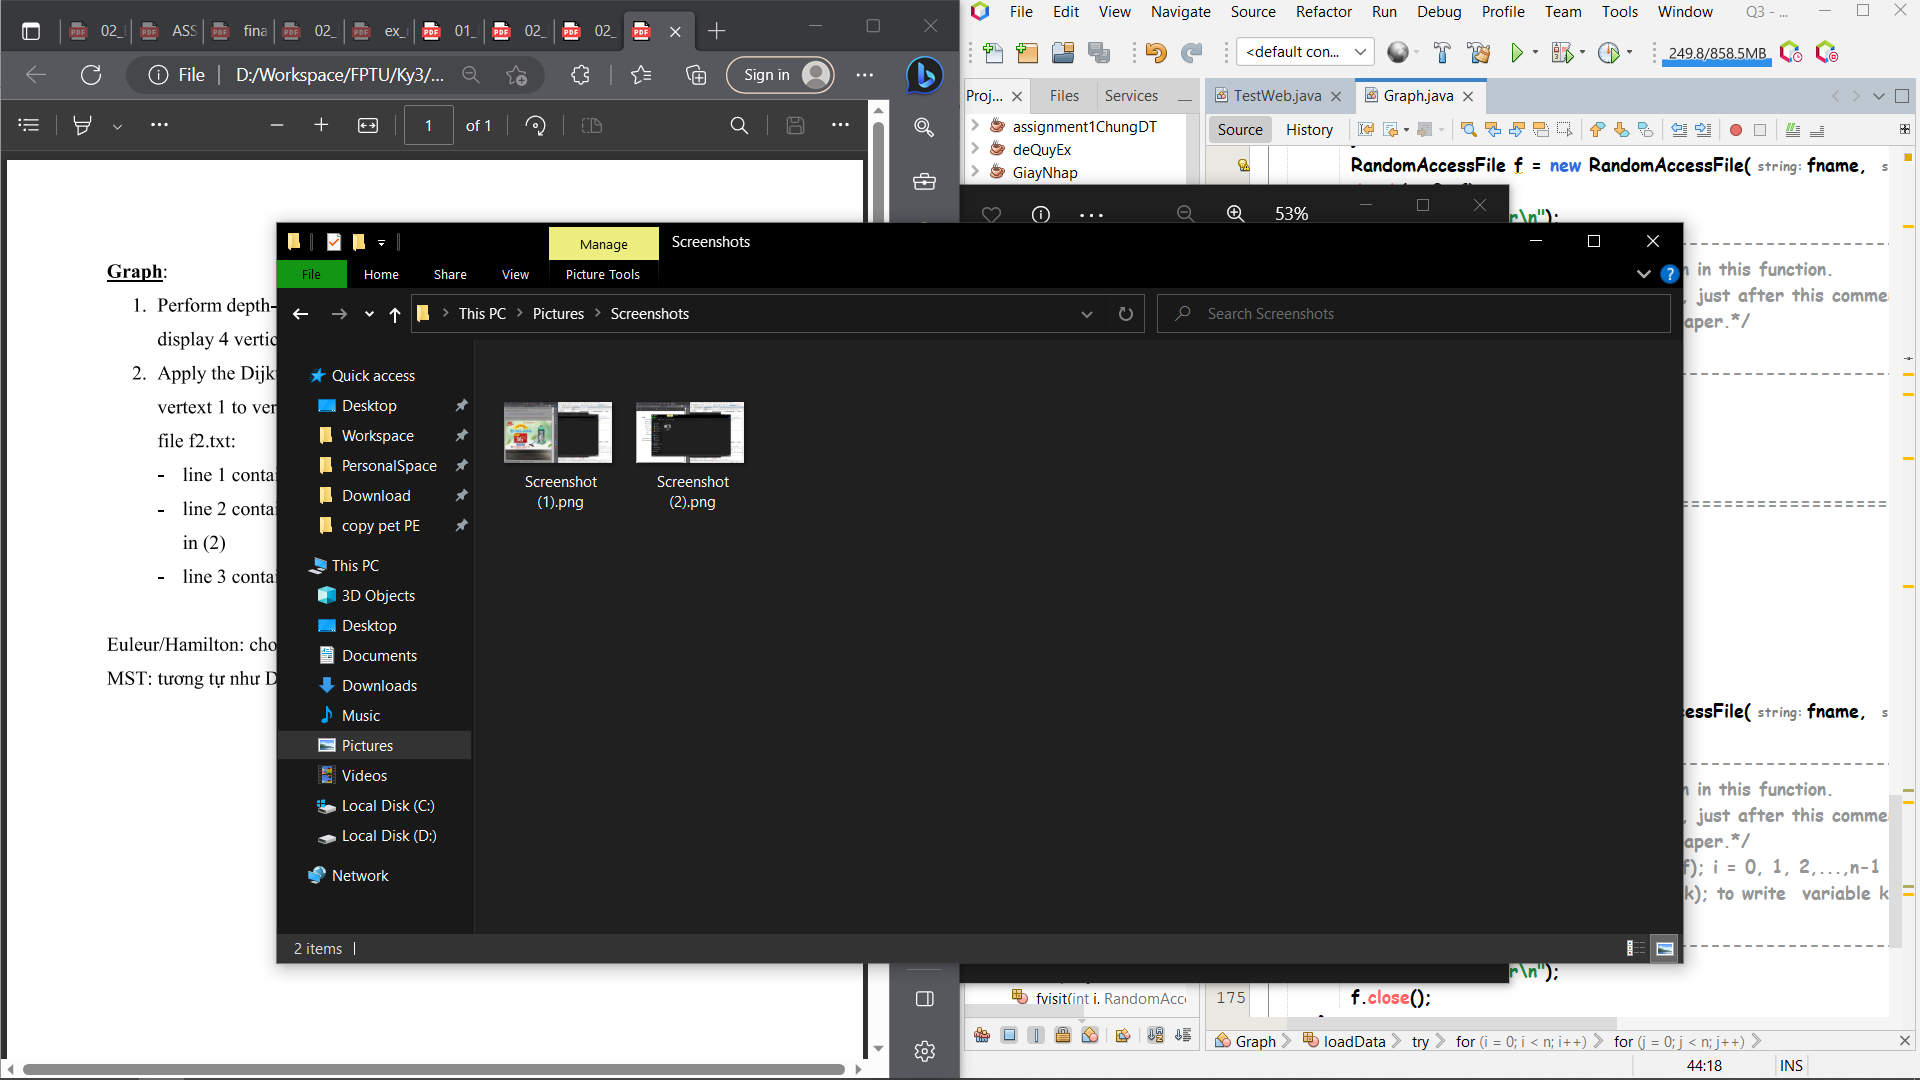 02_
ASS
fina
02_
ex_
01_
02_
02_
File
D:/Workspace/FPTU/Ky3/...
Sign in
1
of 1
Graph:
1. Perform depth-
display 4 vertic
2. Apply the Dijk
vertext 1 to ver
file f2.txt:
- line 1 contai
- line 2 contai
in (2)
- line 3 contai
Euleur/Hamilton: cho
MST: tương tự như D
File Edit View Navigate Source Refactor Run Debug Profile Team Tools Window Q3 - ...
<default con...
249.8/858.5MB
Proj... Files Services
assignment1ChungDT
deQuyEx
GiayNhap
TestWeb.java Graph.java
Source History
RandomAccessFile f = new RandomAccessFile( string: fname, s
r\n");
53%
Manage Screenshots
File Home Share View Picture Tools
This PC Pictures Screenshots
Search Screenshots
Quick access
Desktop
Workspace
PersonalSpace
Download
copy pet PE
This PC
3D Objects
Desktop
Documents
Downloads
Music
Pictures
Videos
Local Disk (C:)
Local Disk (D:)
Network
Screenshot
(1).png
Screenshot
(2).png
2 items
n in this function.
, just after this comme
aper.*/
essFile( string: fname, s
n in this function.
, just after this comme
aper.*/
f); i = 0, 1, 2,...,n-1
k); to write variable k
r\n");
175 f.close();
fvisit(int i, RandomAcc
Graph loadData try for (i = 0; i < n; i++) for (j = 0; j < n; j++)
44:18 INS